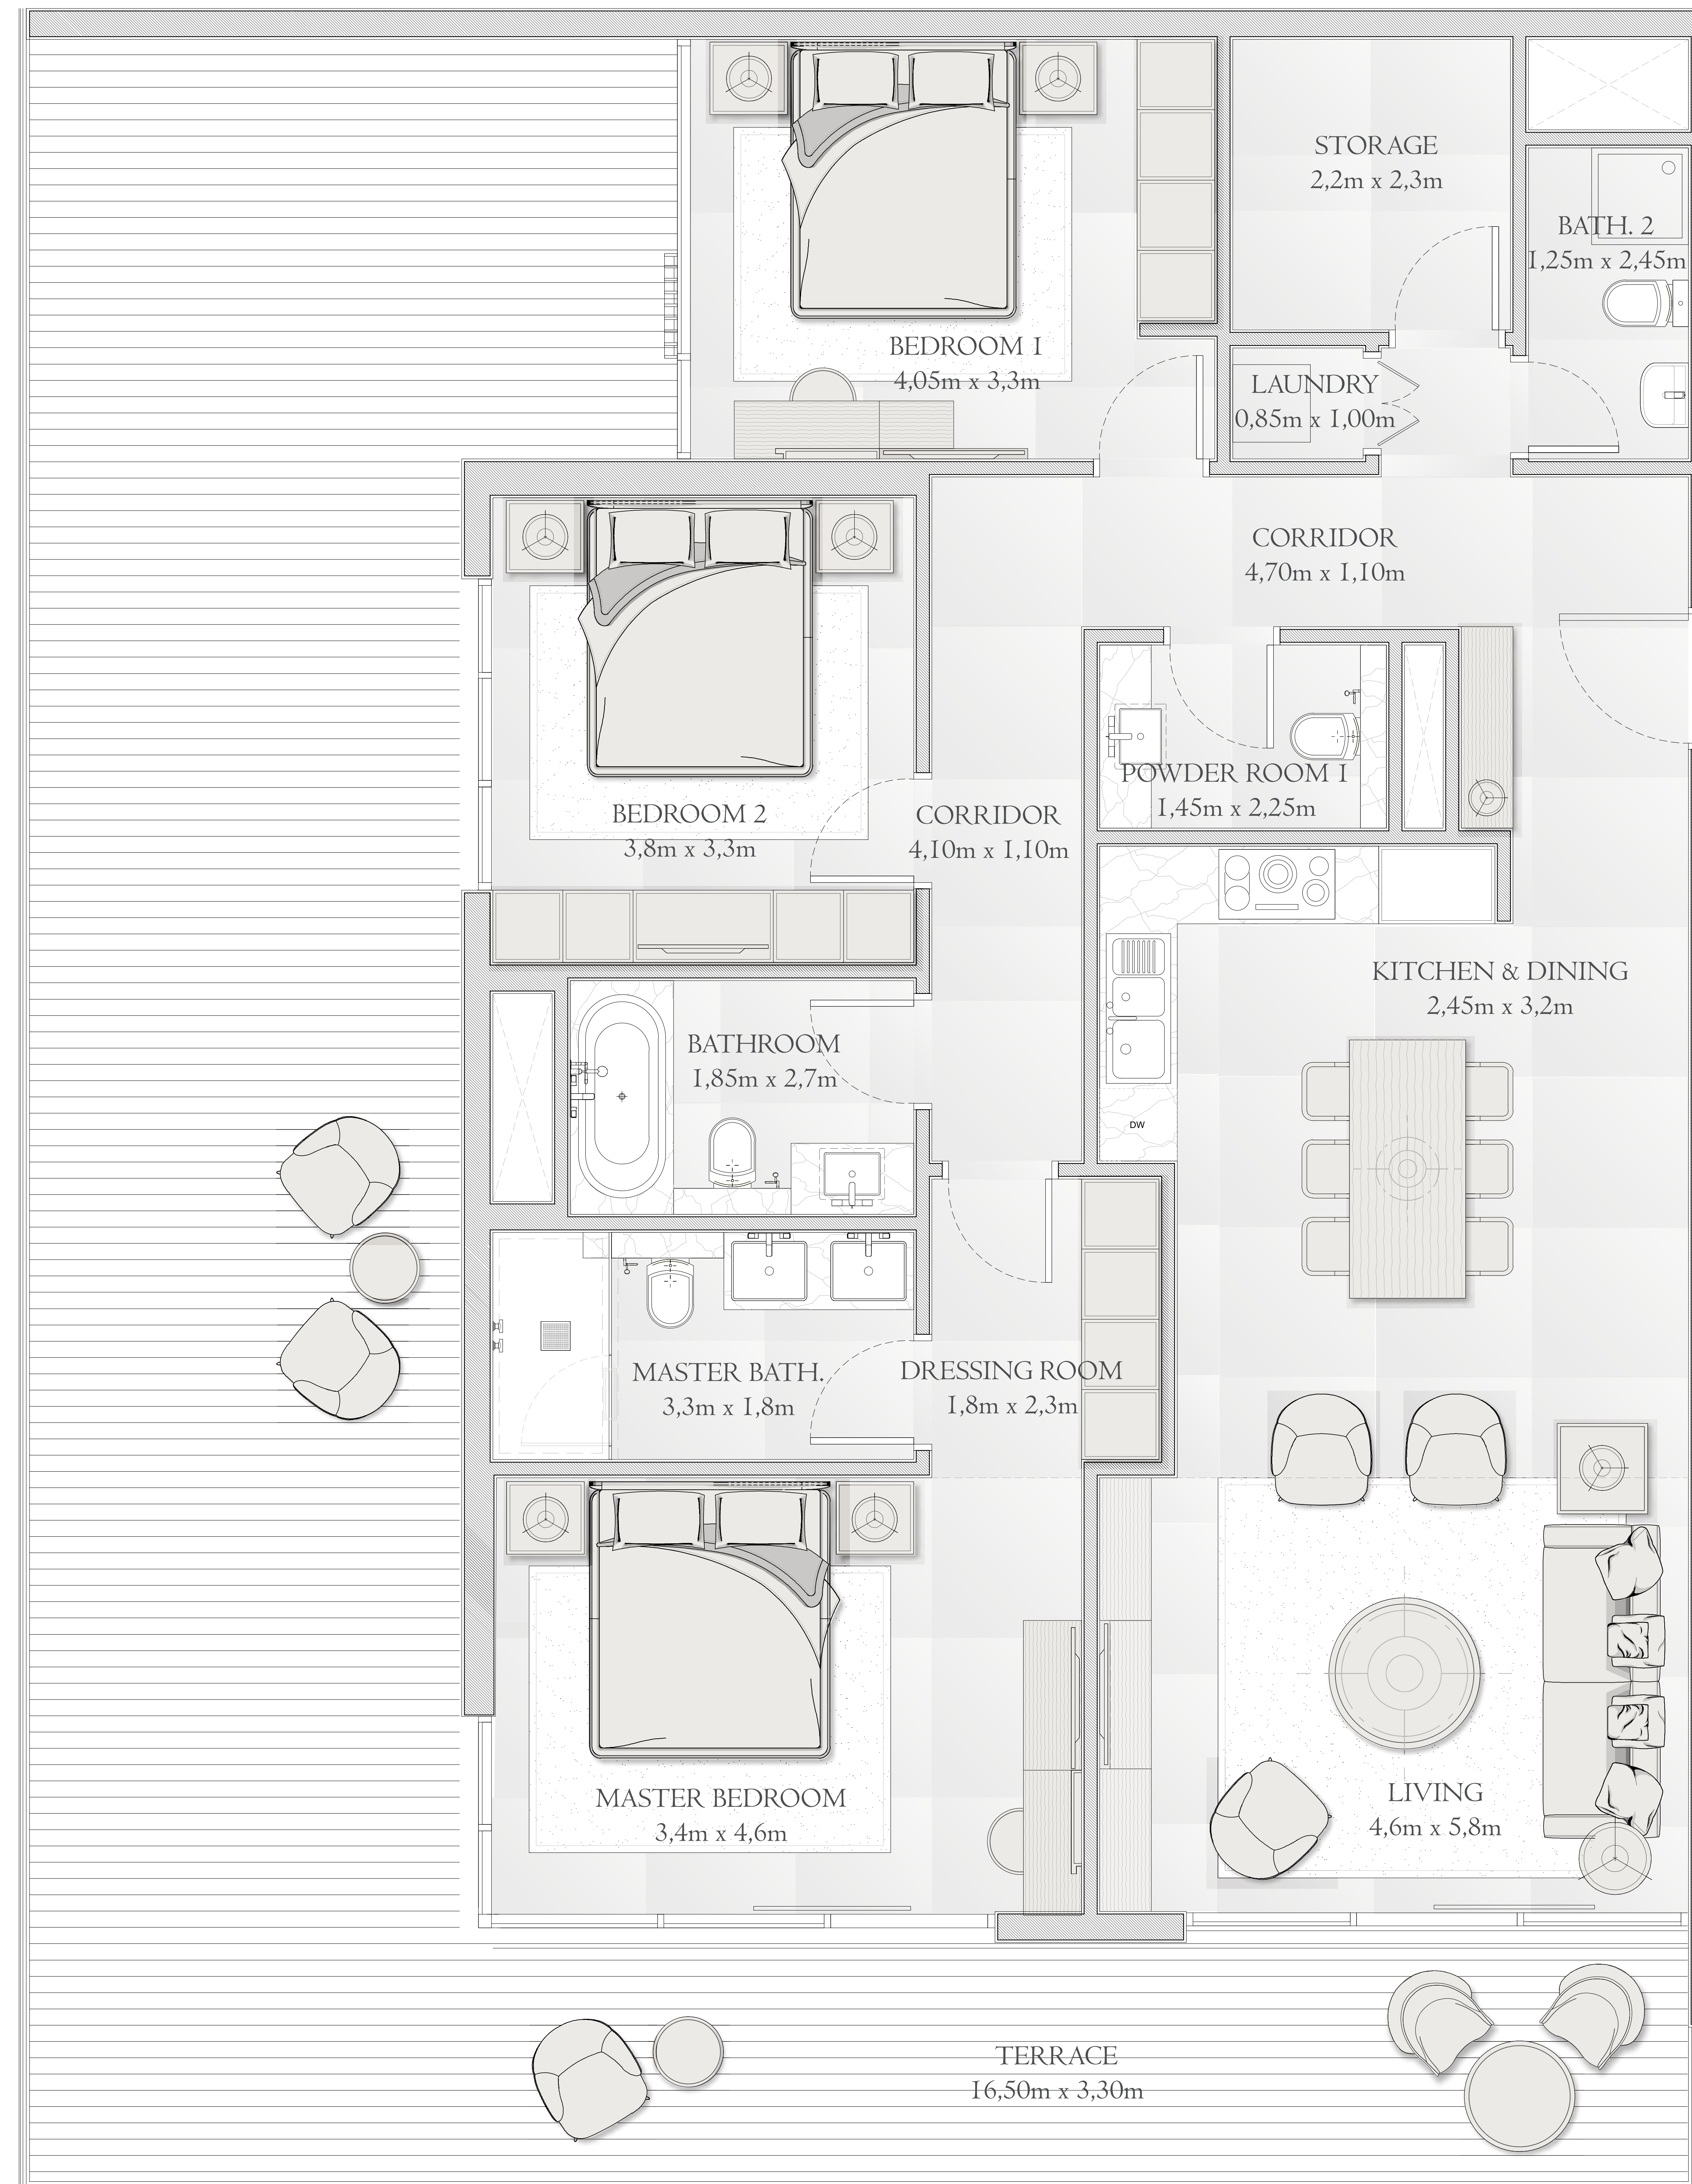 STORAGE
2,2m x 2,3m
BATH. 2
1,25m x 2,45m
BEDROOM 1
4,05m x 3,3m
LAUNDRY
0,85m x 1,00m
CORRIDOR
4,70m x 1,10m
POWDER ROOM 1
1,45m x 2,25m
BEDROOM 2
3,8m x 3,3m
CORRIDOR
4,10m x 1,10m
KITCHEN & DINING
2,45m x 3,2m
BATHROOM
1,85m x 2,7m
DW
MASTER BATH.
3,3m x 1,8m
DRESSING ROOM
1,8m x 2,3m
MASTER BEDROOM
3,4m x 4,6m
LIVING
4,6m x 5,8m
TERRACE
16,50m x 3,30m